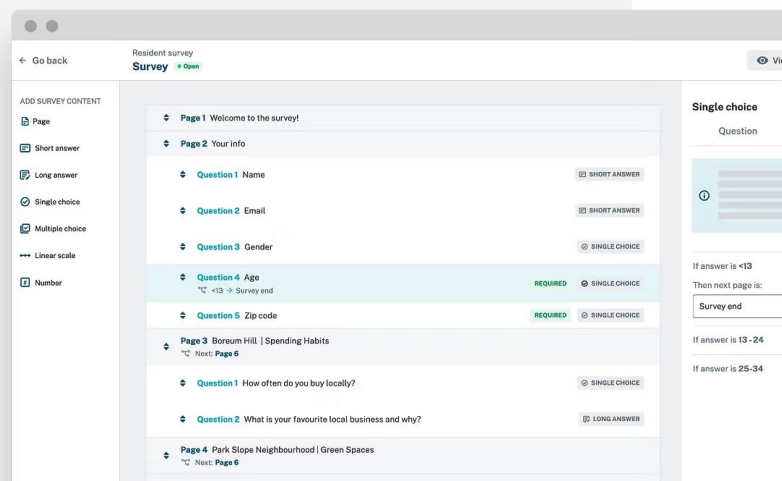 Go back
Resident survey
Survey
Open
ADD SURVEY CONTENT
Page
Short answer
Long answer
Single choice
Multiple choice
Linear scale
Number
Page 1 Welcome to the survey!
Page 2 Your info
Question 1 Name SHORT ANSWER
Question 2 Email SHORT ANSWER
Question 3 Gender SINGLE CHOICE
Question 4 Age REQUIRED SINGLE CHOICE
<13 → Survey end
Question 5 Zip code REQUIRED SINGLE CHOICE
Page 3 Boreum Hill | Spending Habits
Next: Page 6
Question 1 How often do you buy locally? SINGLE CHOICE
Question 2 What is your favourite local business and why? LONG ANSWER
Page 4 Park Slope Neighbourhood | Green Spaces
Next: Page 6
Single choice
Question
If answer is <13
Then next page is:
Survey end
If answer is 13 - 24
If answer is 25-34